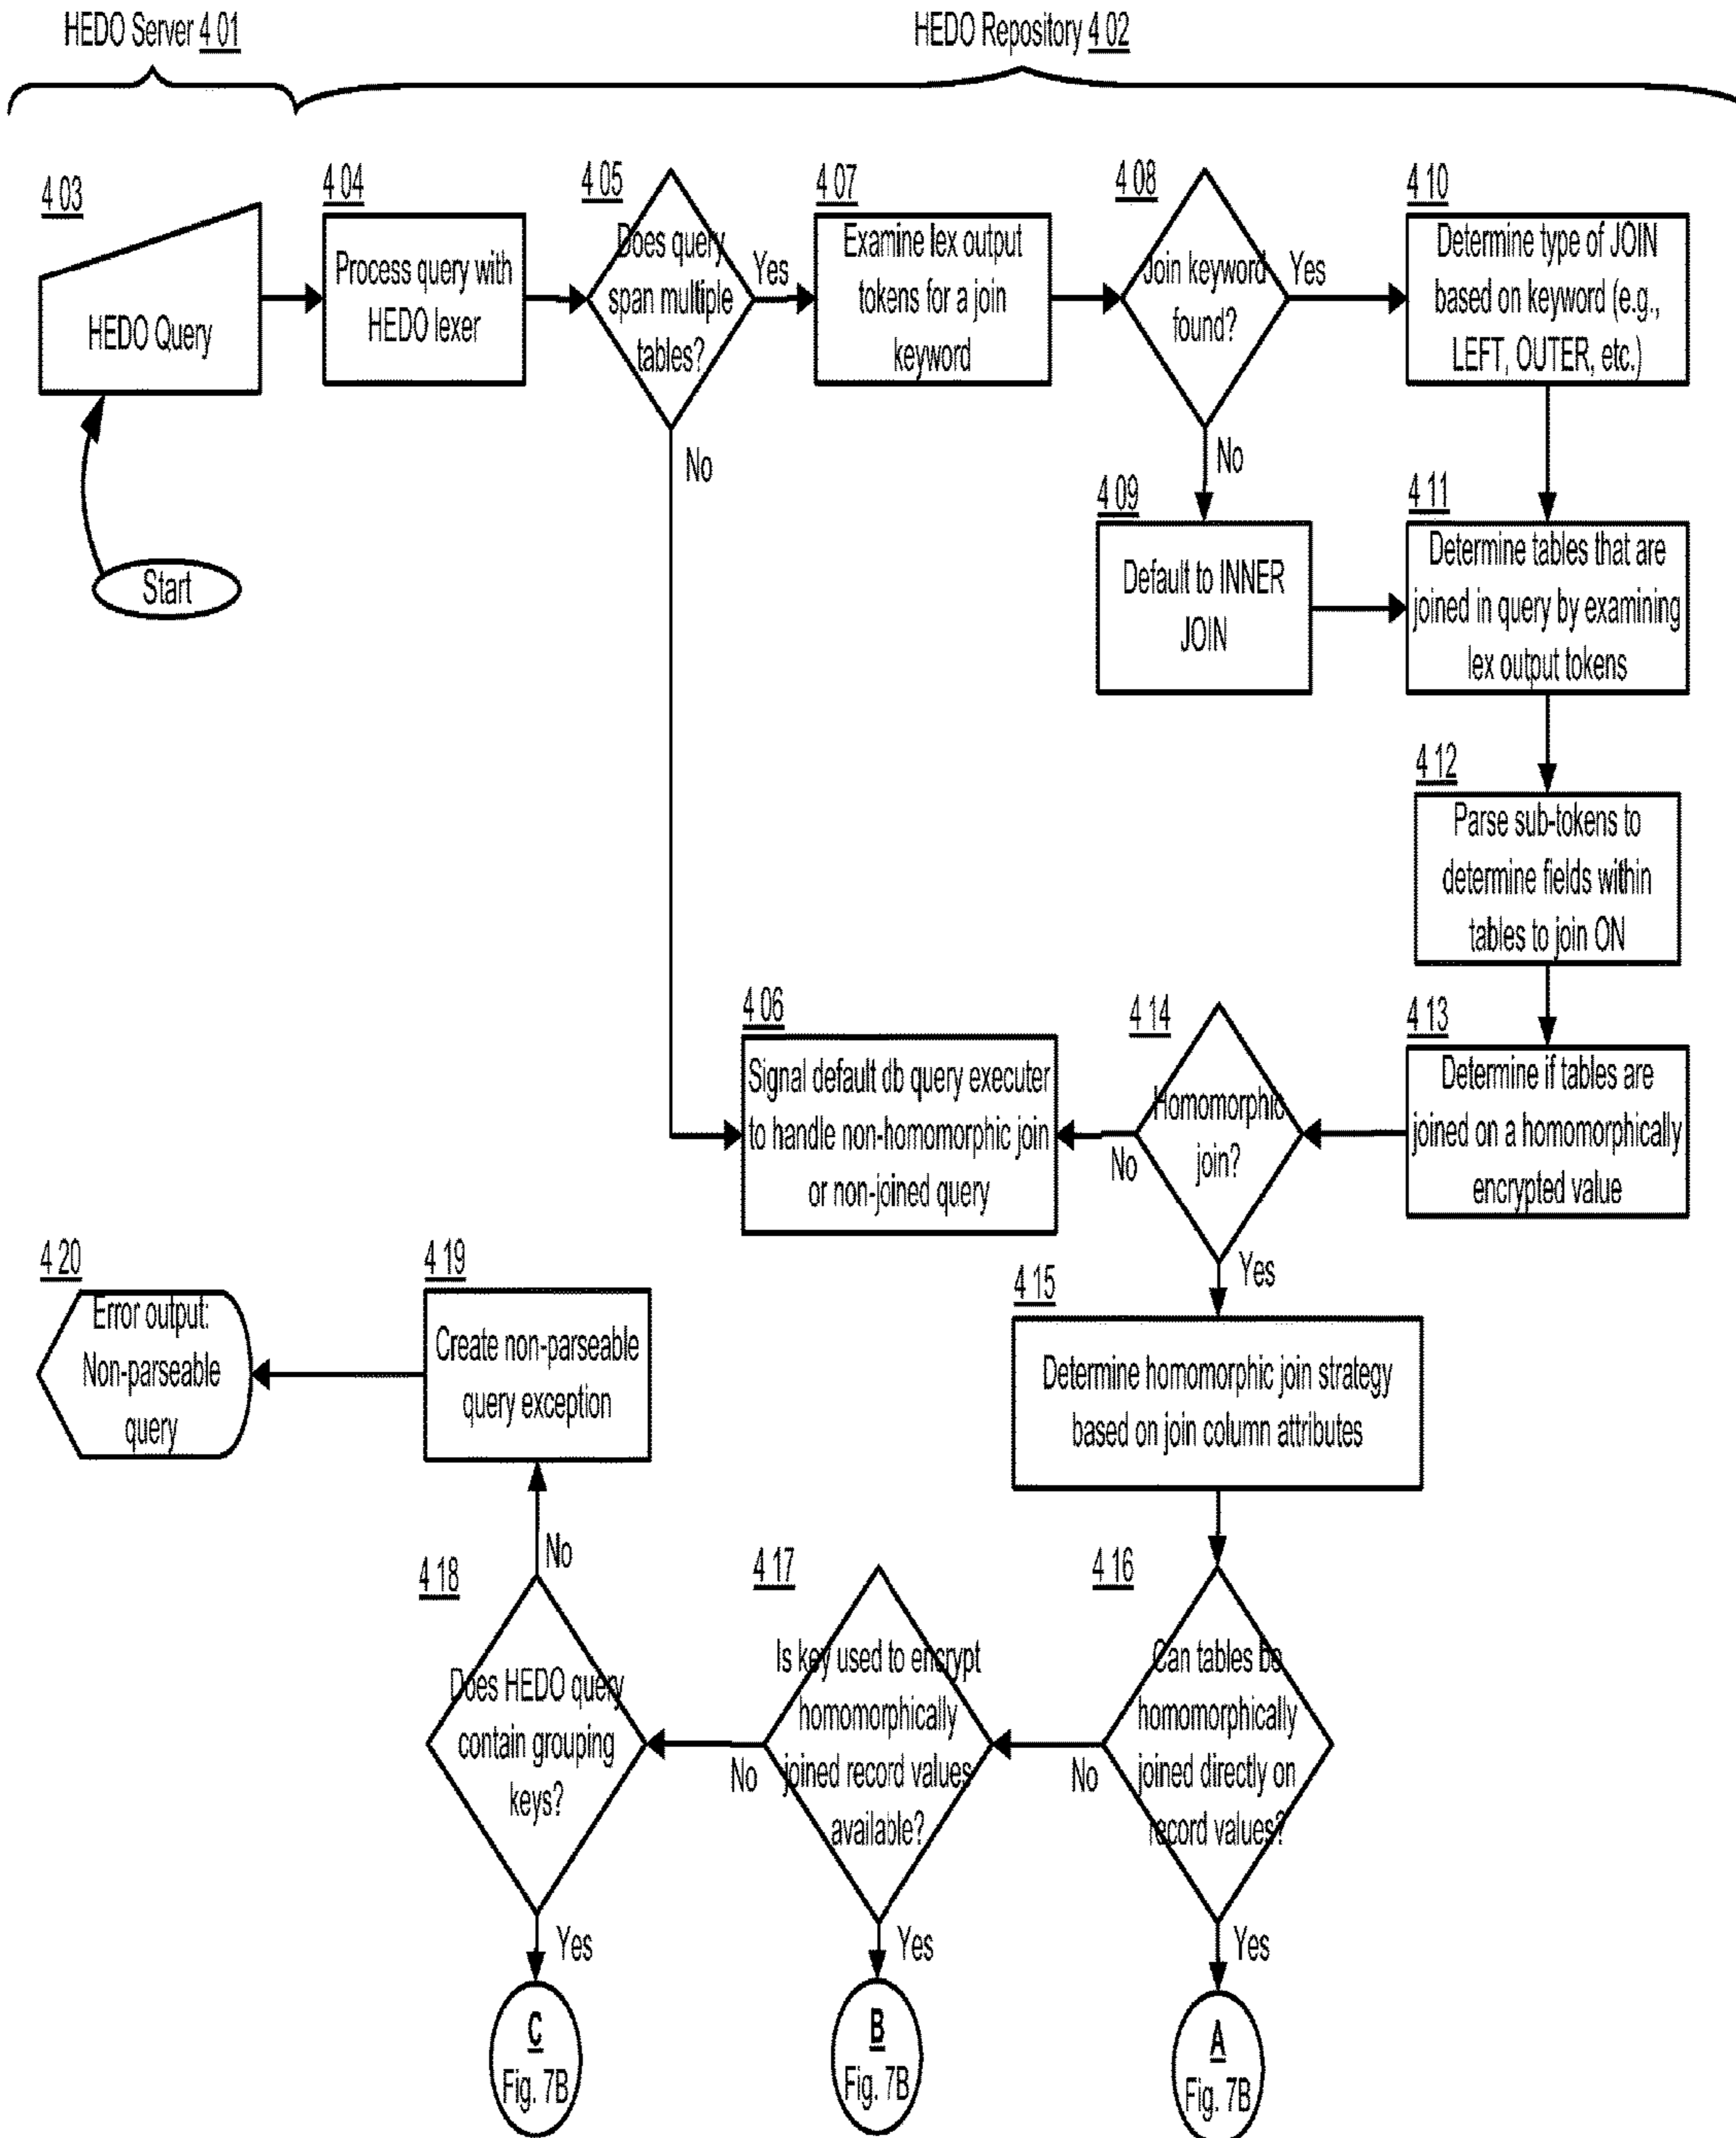 HEDO Server 4 01
HEDO Repository 4 02
4 03
HEDO Query
Start
4 04
Process query with
HEDO lexer
4 05
Does query
span multiple
tables?
Yes
No
4 07
Examine lex output
tokens for a join
keyword
4 08
Join keyword
found?
Yes
No
4 10
Determine type of JOIN
based on keyword (e.g.,
LEFT, OUTER, etc.)
4 09
Default to INNER
JOIN
4 11
Determine tables that are
joined in query by examining
lex output tokens
4 12
Parse sub-tokens to
determine fields within
tables to join ON
4 06
Signal default db query executer
to handle non-homomorphic join
or non-joined query
4 14
Homomorphic
join?
No
Yes
4 13
Determine if tables are
joined on a homomorphically
encrypted value
4 20
Error output:
Non-parseable
query
4 19
Create non-parseable
query exception
4 15
Determine homomorphic join strategy
based on join column attributes
4 18
Does HEDO query
contain grouping
keys?
No
Yes
4 17
Is key used to encrypt
homomorphically
joined record values
available?
No
Yes
4 16
Can tables be
homomorphically
joined directly on
record values?
No
Yes
C
Fig. 7B
B
Fig. 7B
A
Fig. 7B